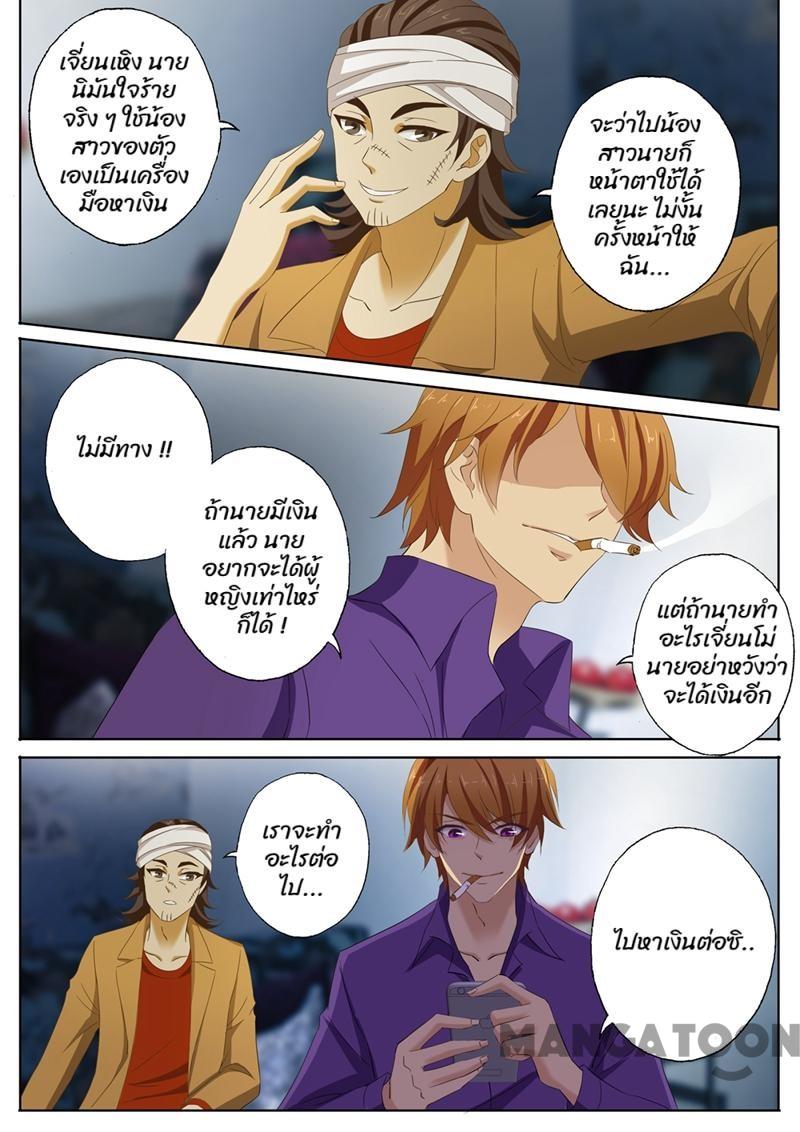 เจี่ยนเหิง นาย
นิมันใจร้าย
จริง ๆ ใช้น้อง
สาวของตัว
เองเป็นเครื่อง
มือหาเงิน
จะว่าไปน้อง
สาวนายก็
หน้าตาใช้ได้
เลยนะ ไม่งั้น
ครั้งหน้าให้
ฉัน...
ไม่มีทาง !!
ถ้านายมีเงิน
แล้ว นาย
อยากจะได้ผู้
หญิงเท่าไหร่
ก็ได้ !
แต่ถ้านายทำ
อะไรเจี่ยนโม่
นายอย่าหวังว่า
จะได้เงินอีก
เราจะทำ
อะไรต่อ
ไป...
ไปหาเงินต่อซิ..
MANGATOON